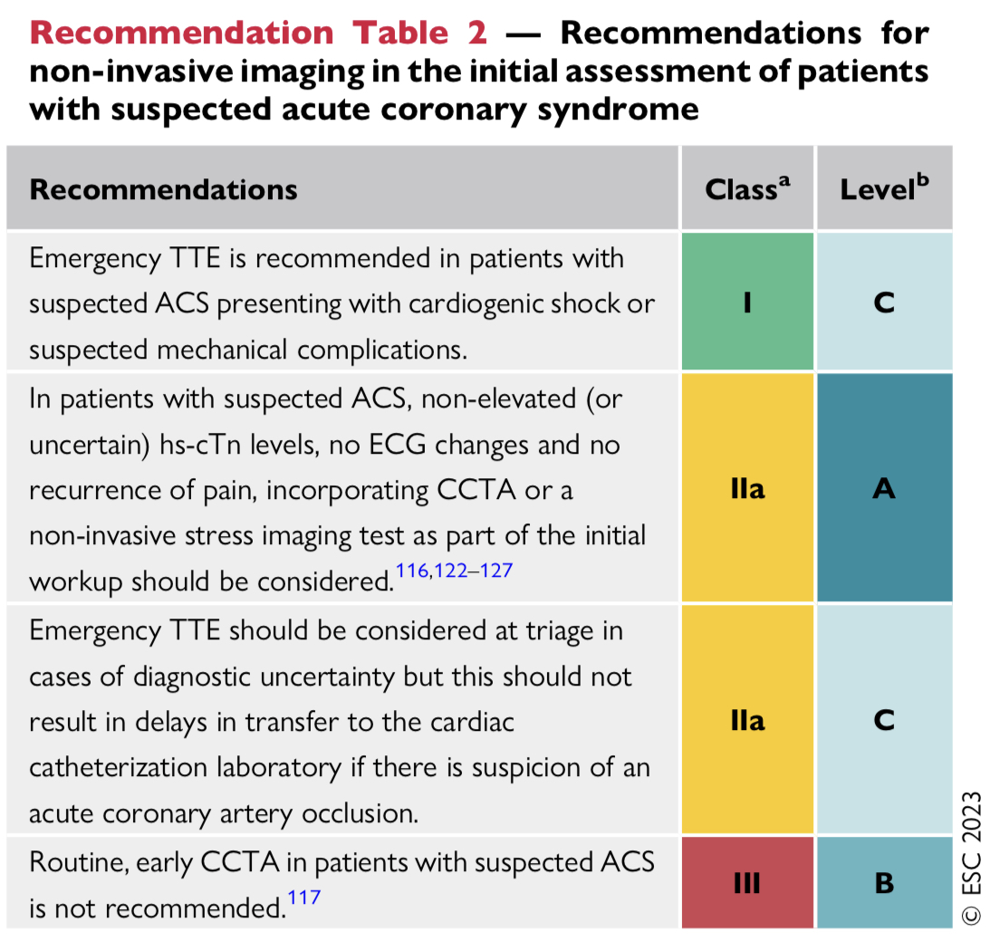 Recommendation Table 2 — Recommendations for
non-invasive imaging in the initial assessment of patients
with suspected acute coronary syndrome
Recommendations Classᵃ Levelᵇ
Emergency TTE is recommended in patients with
suspected ACS presenting with cardiogenic shock or
suspected mechanical complications.
I C
In patients with suspected ACS, non-elevated (or
uncertain) hs-cTn levels, no ECG changes and no
recurrence of pain, incorporating CCTA or a
non-invasive stress imaging test as part of the initial
workup should be considered.116,122–127
IIa A
Emergency TTE should be considered at triage in
cases of diagnostic uncertainty but this should not
result in delays in transfer to the cardiac
catheterization laboratory if there is suspicion of an
acute coronary artery occlusion.
IIa C
Routine, early CCTA in patients with suspected ACS
is not recommended.117
III B
© ESC 2023